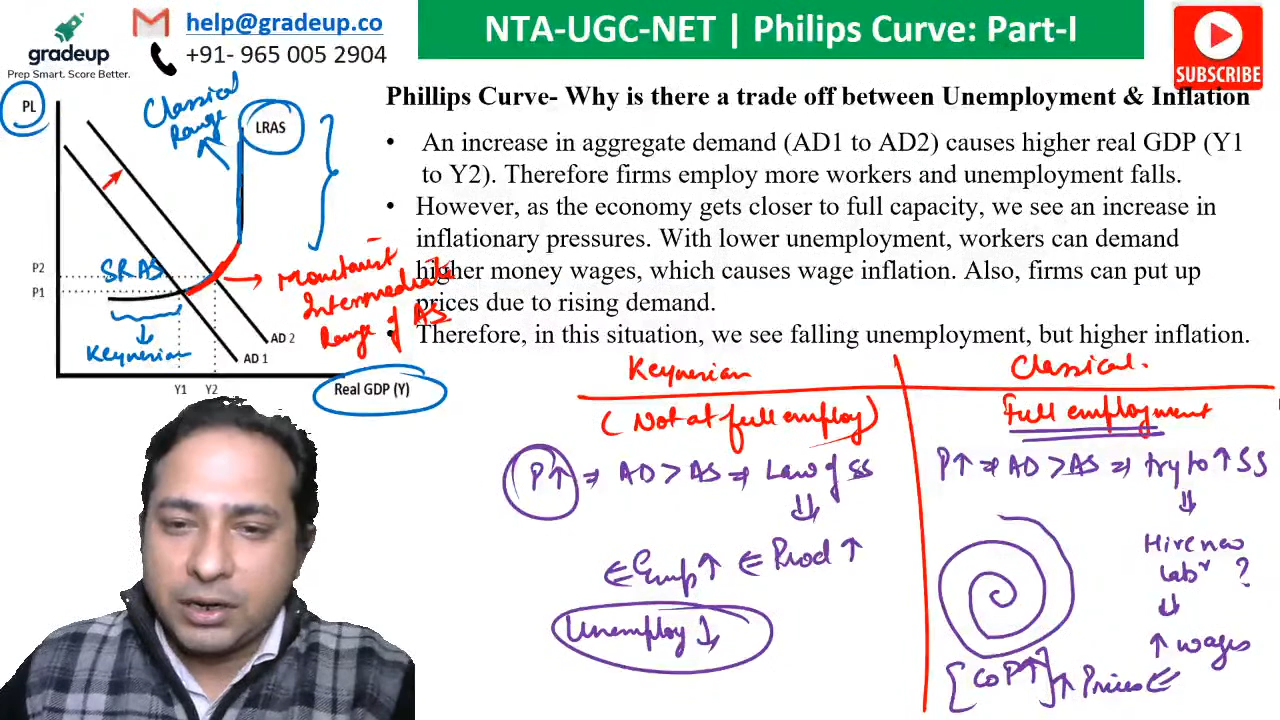 gradeup
Prep Smart. Score Better.
help@gradeup.co
+91- 965 005 2904
NTA-UGC-NET | Philips Curve: Part-I
SUBSCRIBE
PL
Classical
Range
LRAS
P2
P1
SRAS
Keynesian
Monetarist
Intermediate
Range of AS
AD 2
AD 1
Y1 Y2
Real GDP (Y)
Phillips Curve- Why is there a trade off between Unemployment & Inflation
• An increase in aggregate demand (AD1 to AD2) causes higher real GDP (Y1
to Y2). Therefore firms employ more workers and unemployment falls.
• However, as the economy gets closer to full capacity, we see an increase in
inflationary pressures. With lower unemployment, workers can demand
higher money wages, which causes wage inflation. Also, firms can put up
prices due to rising demand.
• Therefore, in this situation, we see falling unemployment, but higher inflation.
Keynesian
(Not at full employ)
P↑ ⇒ AD > AS ⇒ Law of SS
⇓
⇐ Emp ↑ ⇐ Prod ↑
Unemploy ↓
Classical.
Full employment
P↑ ⇒ AD > AS ⇒ try to ↑ SS
⇓
Hire new
labr ?
⇓
↑ wages
[CoP↑] ↑ Prices ⇐